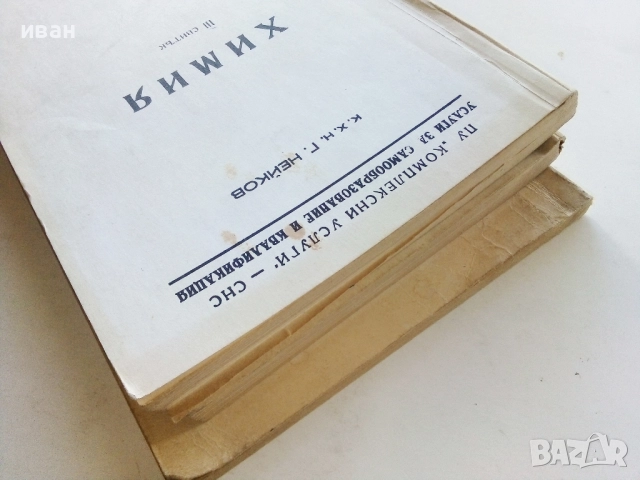 ПУ „КОМПЛЕКСНИ УСЛУГИ“ — СНС
УСЛУГИ ЗА САМООБРАЗОВАНИЕ И КВАЛИФИКАЦИЯ
К. Х. Н. Г. НЕЙКОВ
ХИМИЯ
III свитък
иван
BAZAR